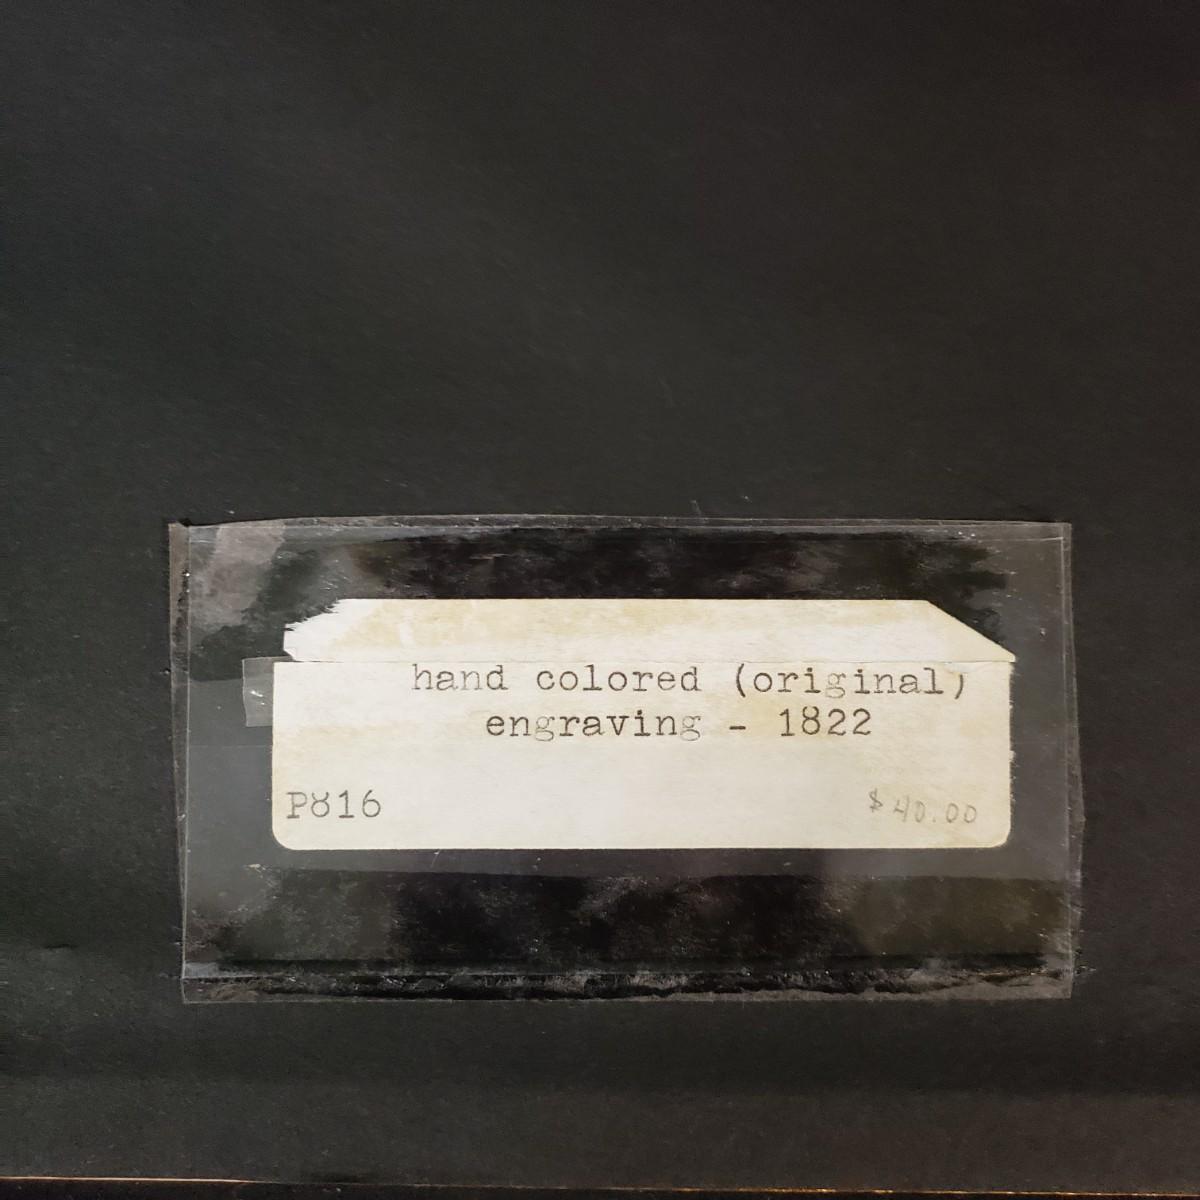 hand colored (original)
engraving - 1822
P816
$40.00